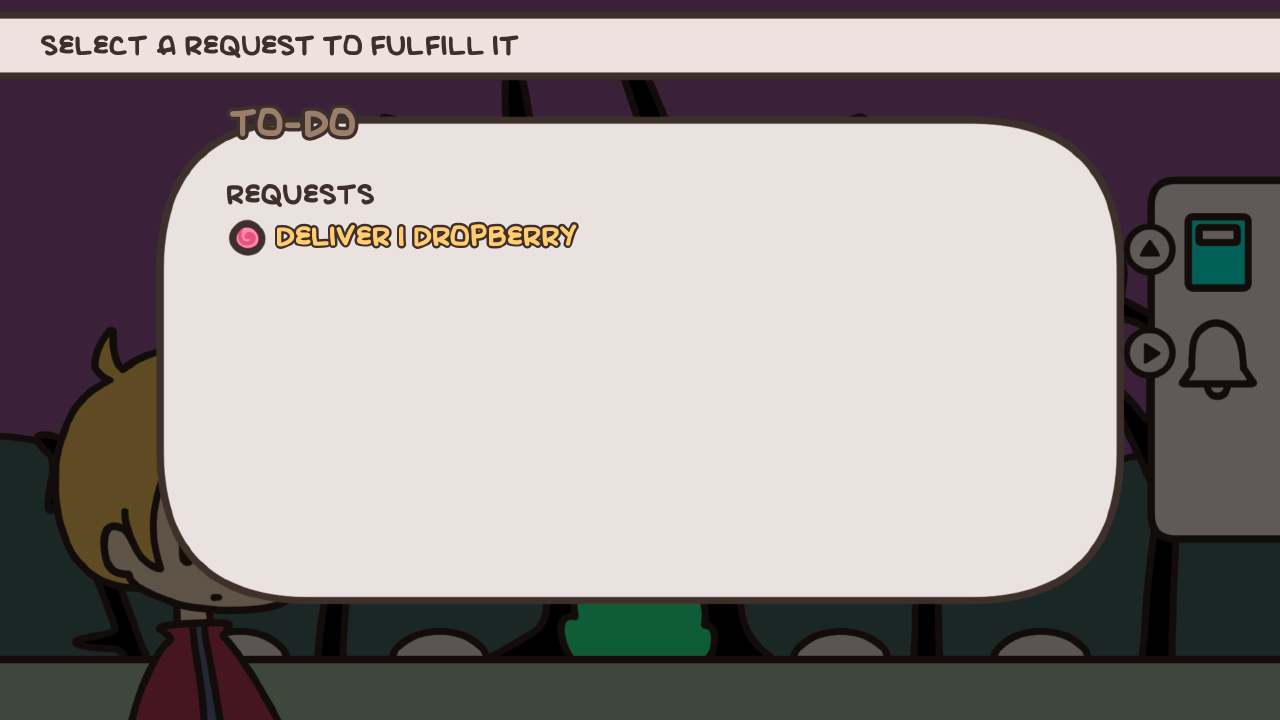 SELECT A REQUEST TO FULFILL IT
TO-DO
REQUESTS
DELIVER 1 DROPBERRY